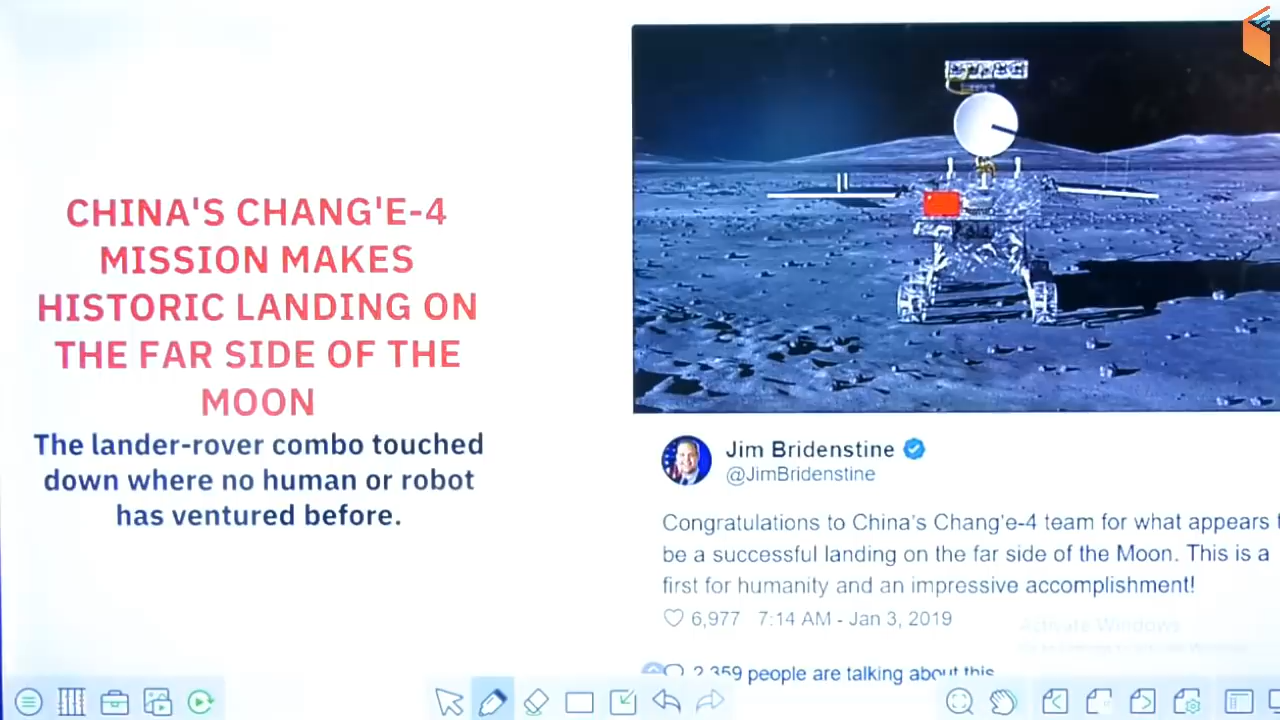 CHINA'S CHANG'E-4
MISSION MAKES
HISTORIC LANDING ON
THE FAR SIDE OF THE
MOON
The lander-rover combo touched
down where no human or robot
has ventured before.
Jim Bridenstine
@JimBridenstine
Congratulations to China's Chang'e-4 team for what appears
be a successful landing on the far side of the Moon. This is a
first for humanity and an impressive accomplishment!
6,977 7:14 AM - Jan 3, 2019
Activate Windows
2,359 people are talking about this